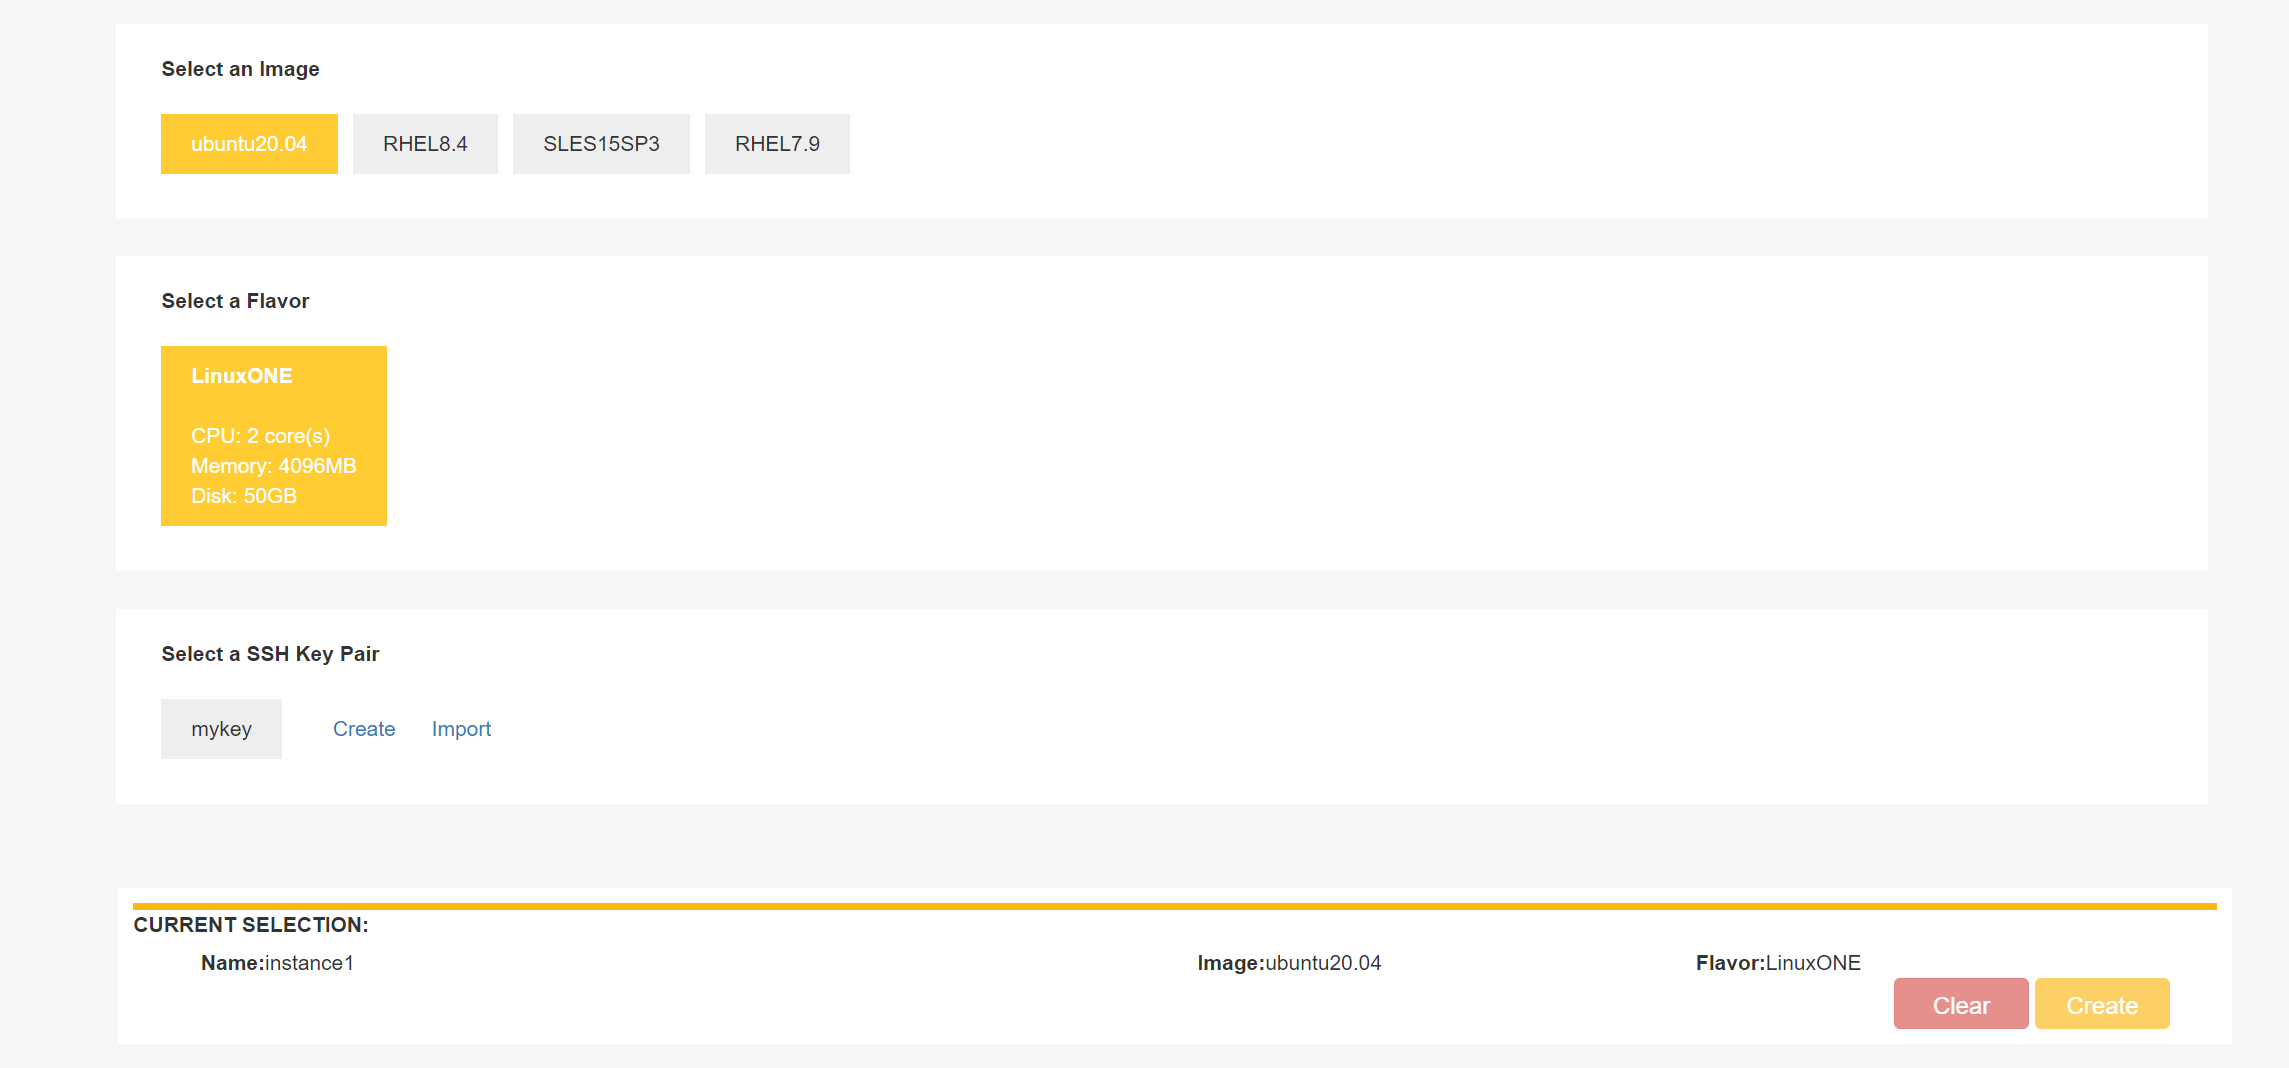 Select an Image
ubuntu20.04 RHEL8.4 SLES15SP3 RHEL7.9
Select a Flavor
LinuxONE
CPU: 2 core(s)
Memory: 4096MB
Disk: 50GB
Select a SSH Key Pair
mykey Create Import
CURRENT SELECTION:
Name:instance1 Image:ubuntu20.04 Flavor:LinuxONE
Clear Create